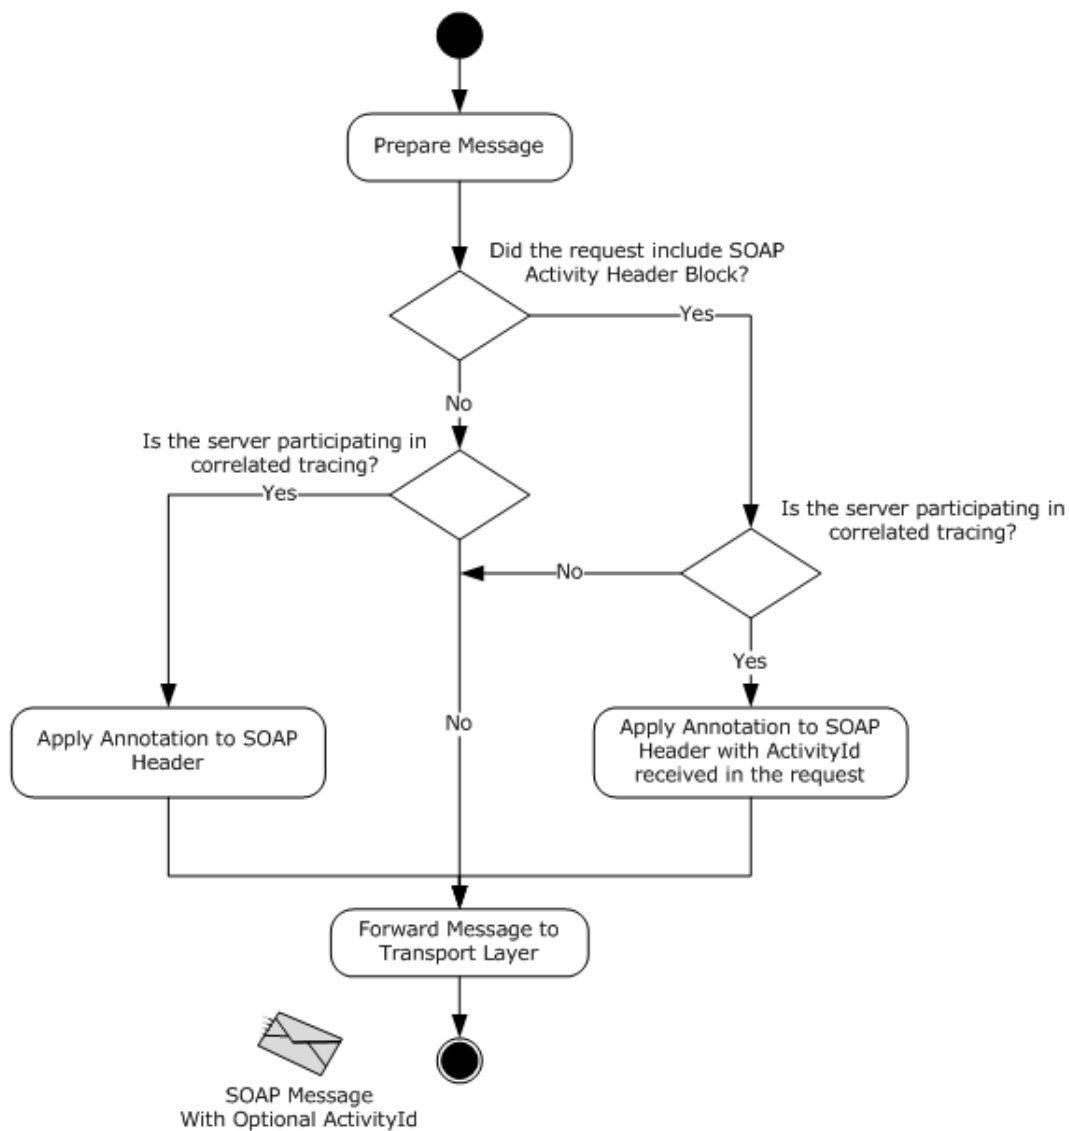 Prepare Message
Did the request include SOAP
Activity Header Block?
Yes
No
Is the server participating in
correlated tracing?
Yes
Is the server participating in
correlated tracing?
No
Yes
No
Apply Annotation to SOAP
Header
Apply Annotation to SOAP
Header with ActivityId
received in the request
Forward Message to
Transport Layer
SOAP Message
With Optional ActivityId